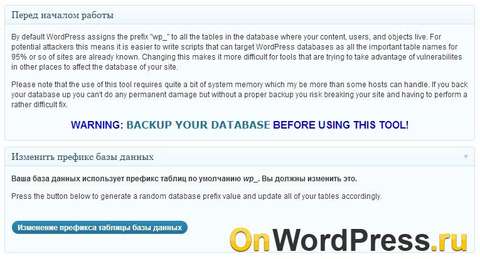 Перед началом работы
By default WordPress assigns the prefix "wp_" to all the tables in the database where your content, users, and objects live. For
potential attackers this means it is easier to write scripts that can target WordPress databases as all the important table names for
95% or so of sites are already known. Changing this makes it more difficult for tools that are trying to take advantage of vulnerabilites
in other places to affect the database of your site.
Please note that the use of this tool requires quite a bit of system memory which my be more than some hosts can handle. If you back
your database up you can't do any permanent damage but without a proper backup you risk breaking your site and having to perform a
rather difficult fix.
WARNING: BACKUP YOUR DATABASE BEFORE USING THIS TOOL!
Изменить префикс базы данных
Ваша база данных использует префикс таблиц по умолчанию wp_. Вы должны изменить это.
Press the button below to generate a random database prefix value and update all of your tables accordingly.
Изменение префикса таблицы базы данных
OnWordPress.ru